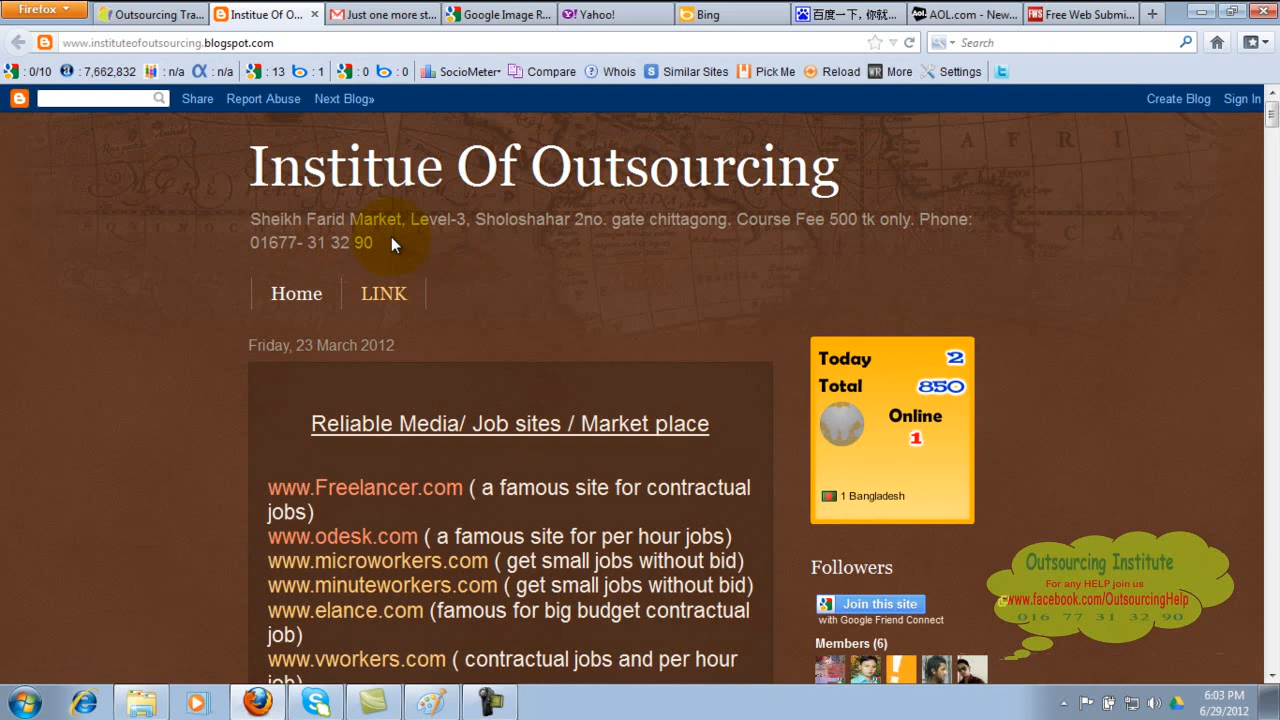 Firefox
Outsourcing Tra...
Institue Of O...
Just one more st...
Google Image R...
Yahoo!
Bing
百度一下，你就...
AOL.com - New...
Free Web Submi...
www.instituteofoutsourcing.blogspot.com
Search
: 0/10
: 7,662,832
: n/a
: n/a
: 13
: 1
: 0
: 0
SocioMeter
Compare
Whois
Similar Sites
Pick Me
Reload
More
Settings
Share
Report Abuse
Next Blog»
Create Blog
Sign In
Institue Of Outsourcing
Sheikh Farid Market, Level-3, Sholoshahar 2no. gate chittagong. Course Fee 500 tk only. Phone:
01677- 31 32 90
Home
LINK
Friday, 23 March 2012
Reliable Media/ Job sites / Market place
www.Freelancer.com ( a famous site for contractual
jobs)
www.odesk.com ( a famous site for per hour jobs)
www.microworkers.com ( get small jobs without bid)
www.minuteworkers.com ( get small jobs without bid)
www.elance.com (famous for big budget contractual
job)
www.vworkers.com ( contractual jobs and per hour
job)
Today 2
Total 850
Online
1
1 Bangladesh
Followers
Join this site
with Google Friend Connect
Members (6)
Outsourcing Institute
For any HELP join us
www.facebook.com/OutsourcingHelp
016 77 31 32 90
6:03 PM
6/29/2012